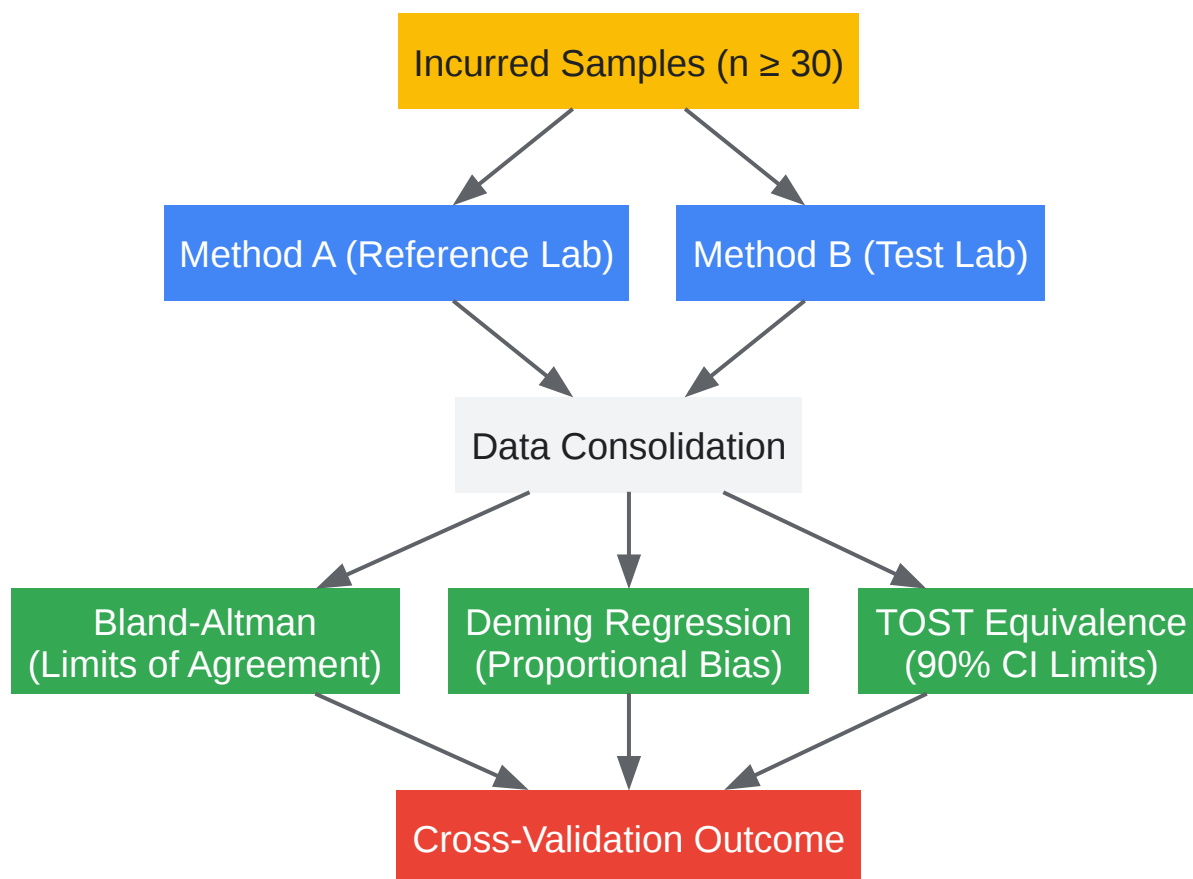 Incurred Samples (n ≥ 30)
Method A (Reference Lab)
Method B (Test Lab)
Data Consolidation
Bland-Altman
(Limits of Agreement)
Deming Regression
(Proportional Bias)
TOST Equivalence
(90% CI Limits)
Cross-Validation Outcome